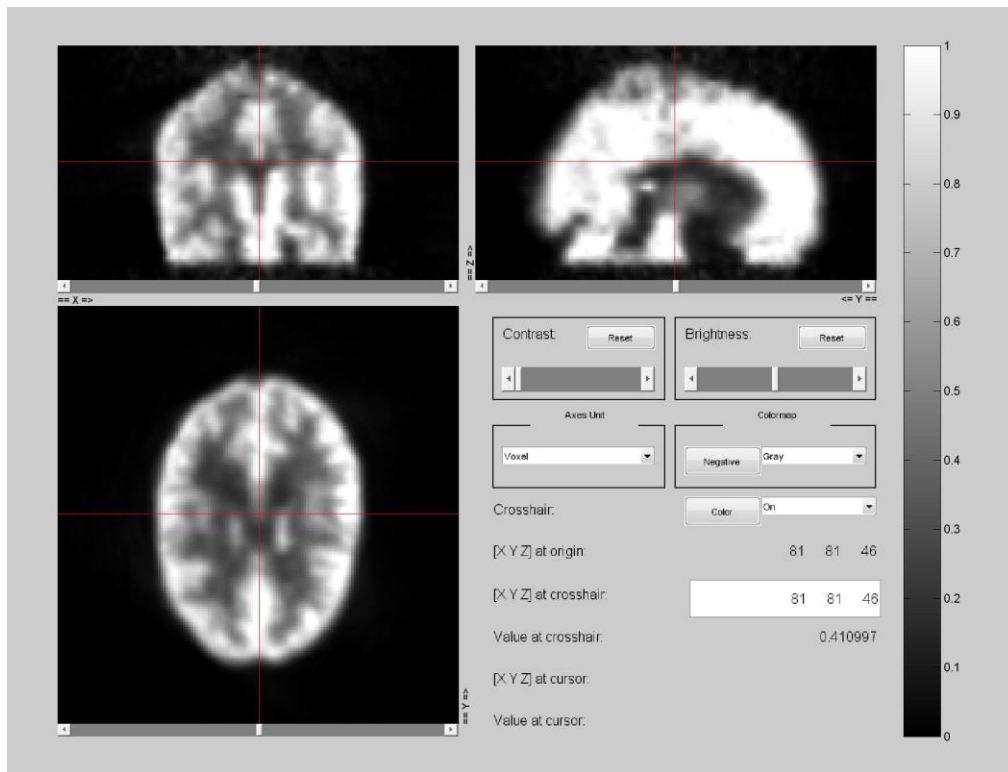 <= Z ==
== X =>
<= Y ==
<= Y ==
Contrast:
Reset
Brightness:
Reset
Axes Unit
Colormap
Voxel
Negative
Gray
Crosshair:
Color
On
[X Y Z] at origin:
81 81 46
[X Y Z] at crosshair:
81 81 46
Value at crosshair:
0.410997
[X Y Z] at cursor:
Value at cursor:
1
0.9
0.8
0.7
0.6
0.5
0.4
0.3
0.2
0.1
0